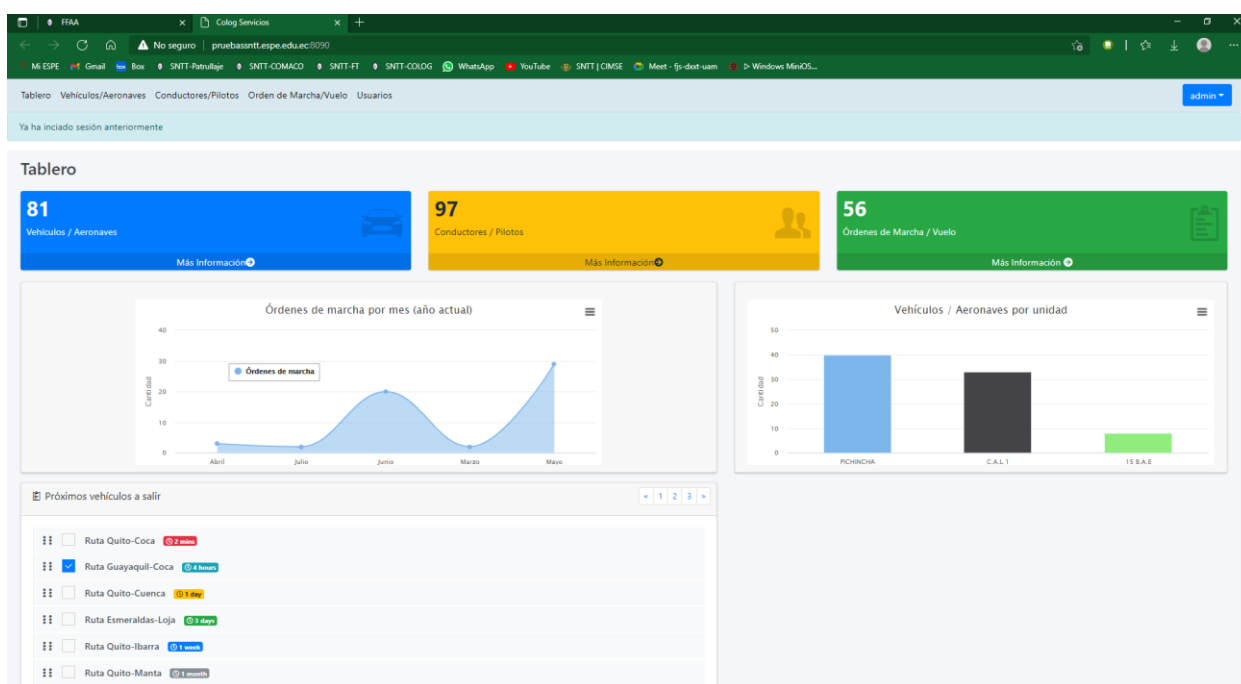 FFAA
Colog Servicios
No seguro pruebassntt.espe.edu.ec:8090
Mi ESPE Gmail Box SNTT-Patrullaje SNTT-COMACO SNTT-FT SNTT-COLOG WhatsApp YouTube SNTT | CIMSE Meet - fjs-dxxt-uam Windows MiniOS...
Tablero Vehículos/Aeronaves Conductores/Pilotos Orden de Marcha/Vuelo Usuarios admin
Ya ha inciado sesión anteriormente
Tablero
81
Vehículos / Aeronaves
Más Información
97
Conductores / Pilotos
Más Información
56
Órdenes de Marcha / Vuelo
Más Información
Órdenes de marcha por mes (año actual)
Cantidad
40
30
20
10
0
Órdenes de marcha
Abril Julio Junio Marzo Mayo
Vehículos / Aeronaves por unidad
Cantidad
50
40
30
20
10
0
PICHINCHA C.A.L 1 15 B.A.E
Próximos vehículos a salir
« 1 2 3 »
Ruta Quito-Coca 2 mins
Ruta Guayaquil-Coca 4 hours
Ruta Quito-Cuenca 1 day
Ruta Esmeraldas-Loja 3 days
Ruta Quito-Ibarra 1 week
Ruta Quito-Manta 1 month